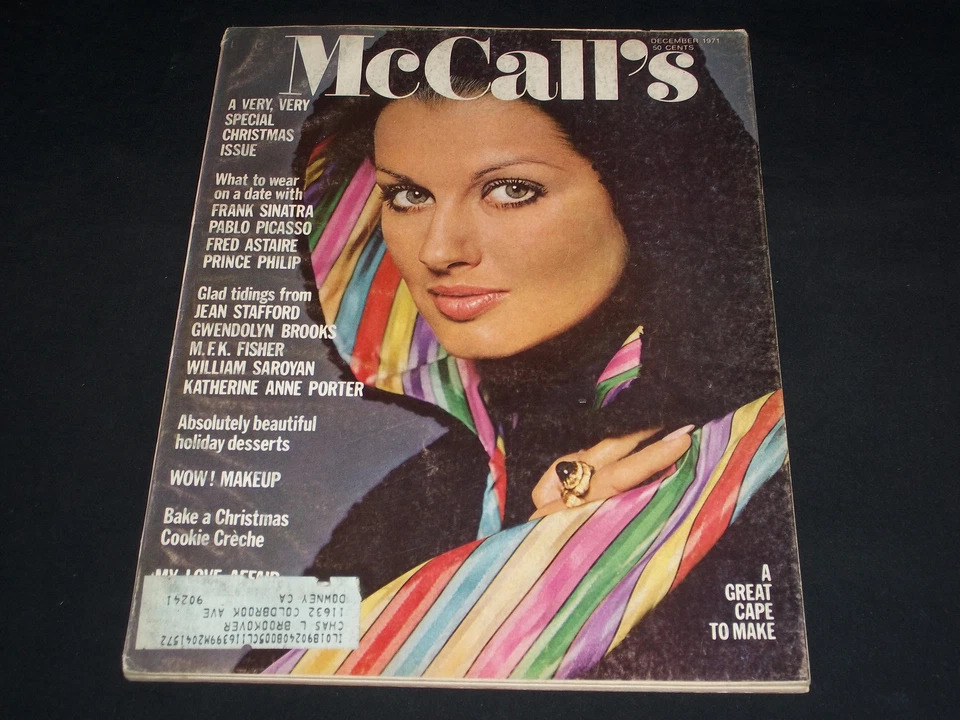 McCall's
DECEMBER 1971
50 CENTS
A VERY, VERY
SPECIAL
CHRISTMAS
ISSUE
What to wear
on a date with
FRANK SINATRA
PABLO PICASSO
FRED ASTAIRE
PRINCE PHILIP
Glad tidings from
JEAN STAFFORD
GWENDOLYN BROOKS
M.F.K. FISHER
WILLIAM SAROYAN
KATHERINE ANNE PORTER
Absolutely beautiful
holiday desserts
WOW! MAKEUP
Bake a Christmas
Cookie Crèche
MY LOVE AFFAIR
CHAS L BROOKOVER
11632 COLDBROOK AVE
DOWNEY CA 90241
A
GREAT
CAPE
TO MAKE